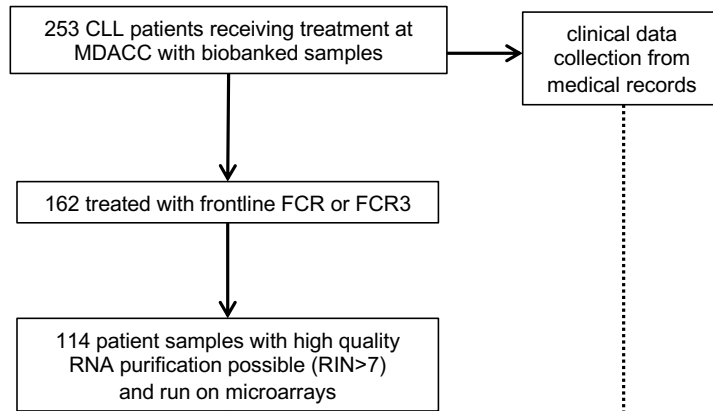 253 CLL patients receiving treatment at
MDACC with biobanked samples
clinical data
collection from
medical records
162 treated with frontline FCR or FCR3
114 patient samples with high quality
RNA purification possible (RIN>7)
and run on microarrays